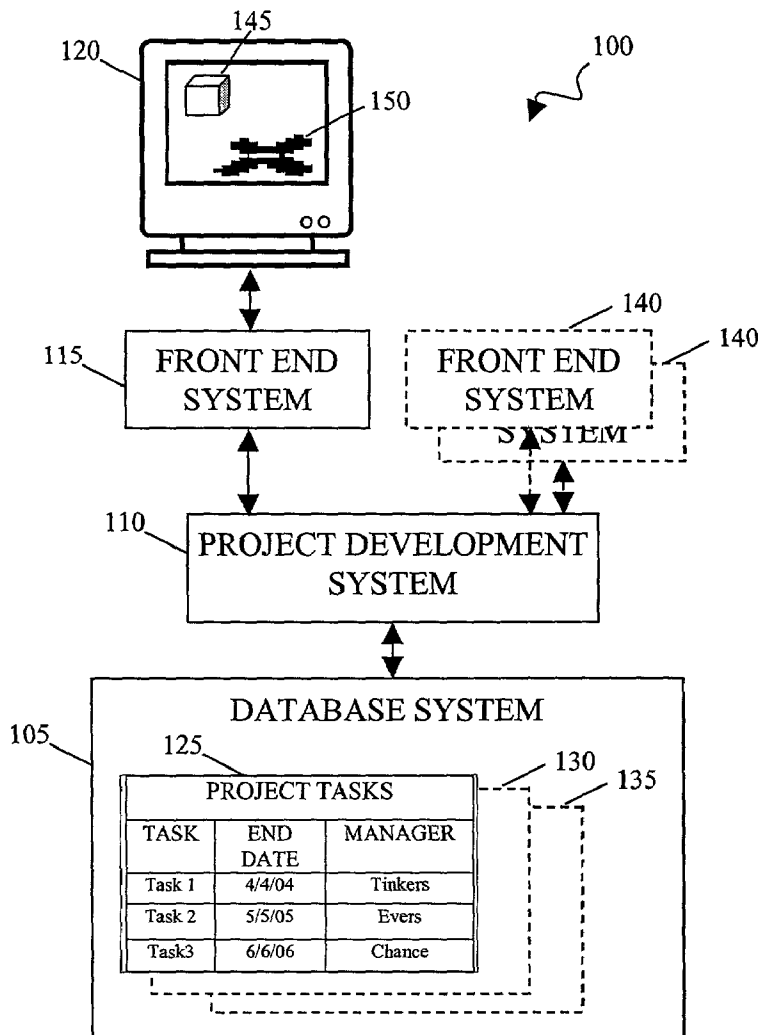 145
120
100
150
140
115
FRONT END
SYSTEM
FRONT END
SYSTEM
140
SYSTEM
110
PROJECT DEVELOPMENT
SYSTEM
DATABASE SYSTEM
105
125
130
135
PROJECT TASKS
TASK END DATE MANAGER
Task 1 4/4/04 Tinkers
Task 2 5/5/05 Evers
Task3 6/6/06 Chance